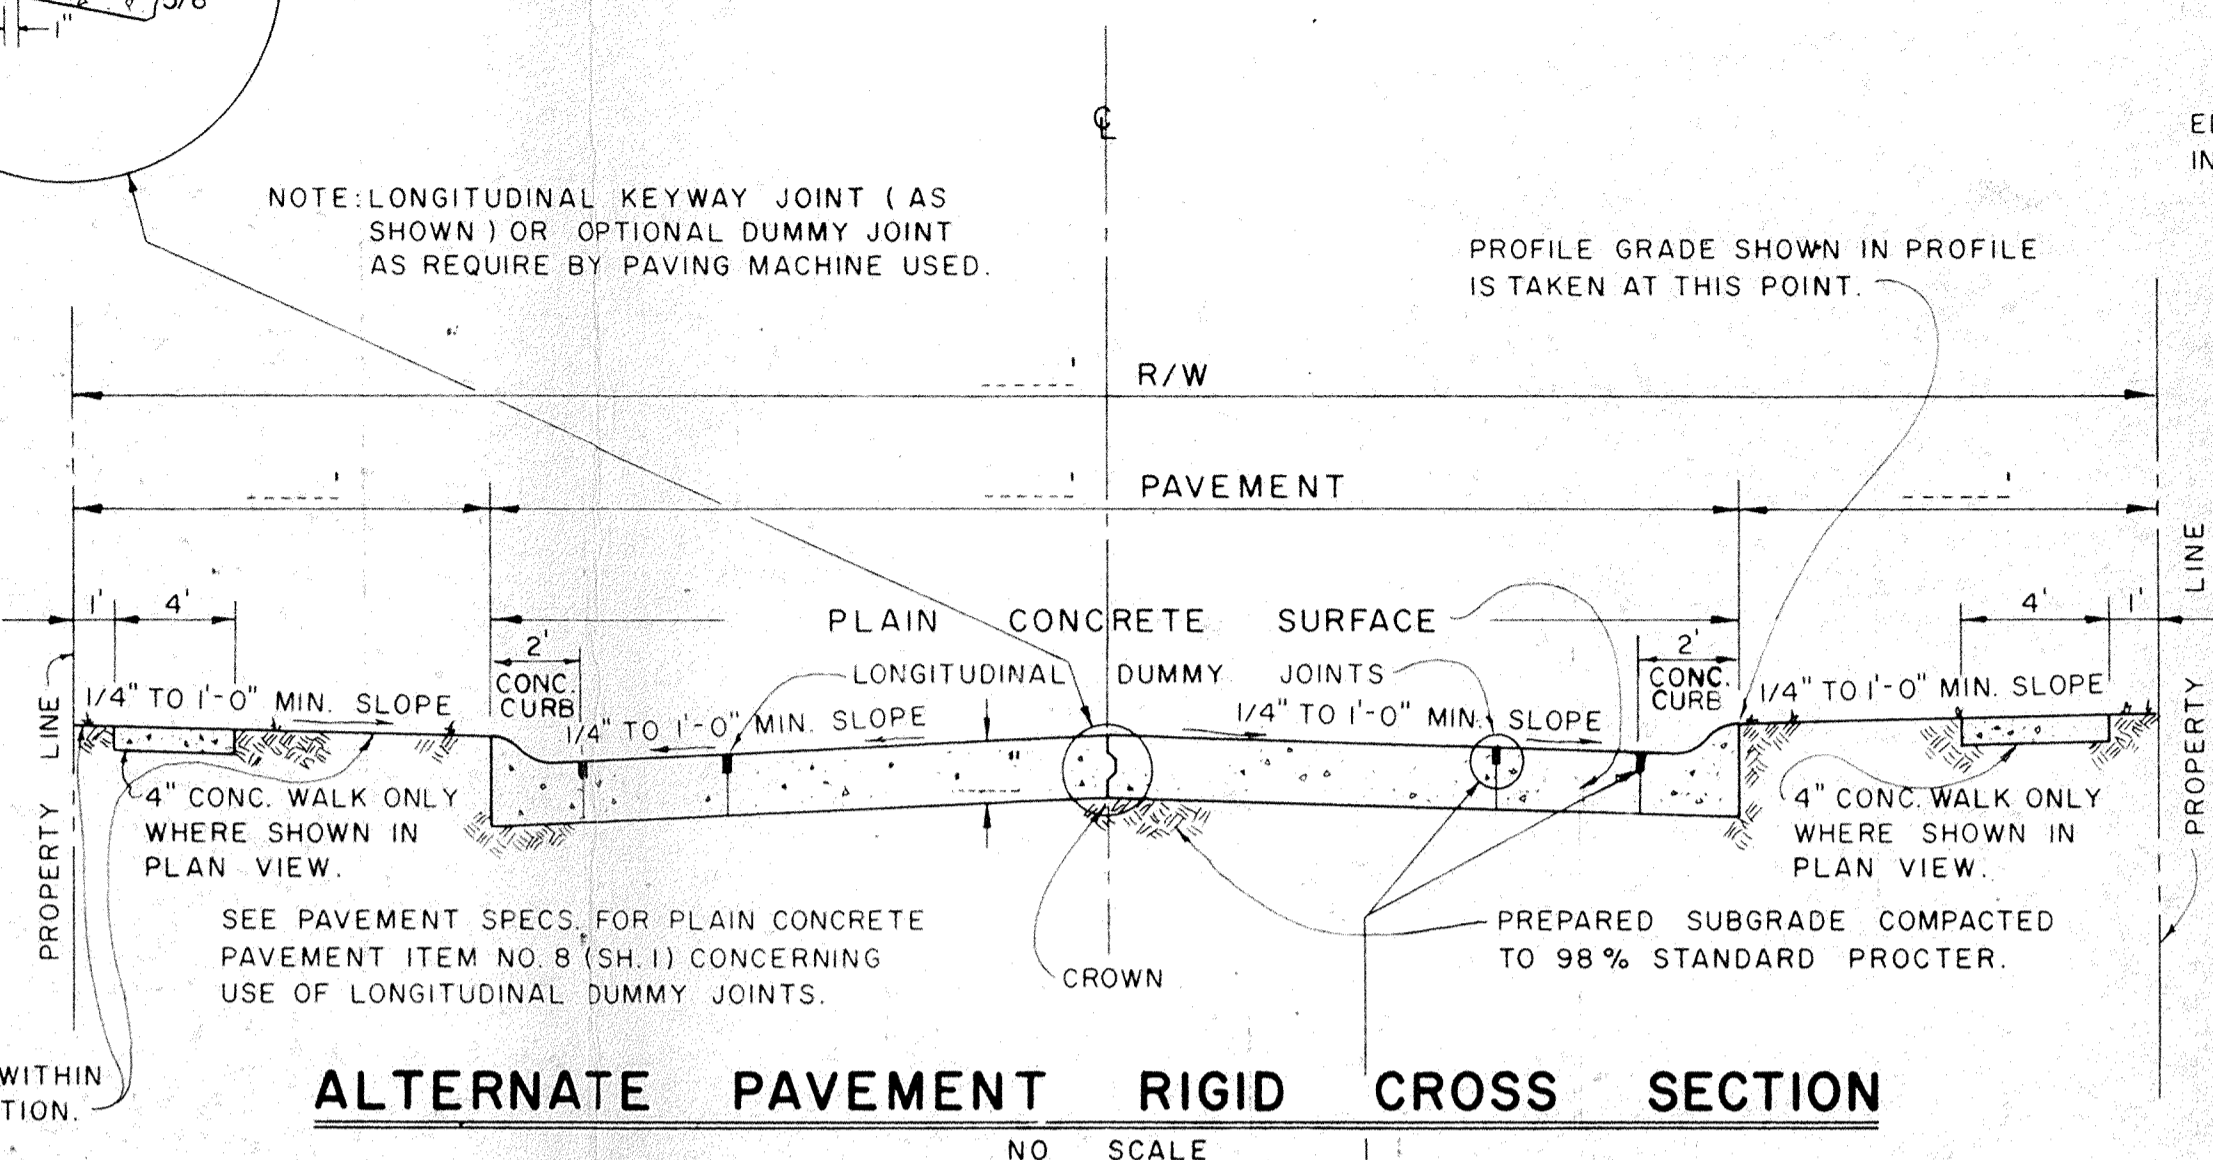 5/8
1"
℄
NOTE: LONGITUDINAL KEYWAY JOINT ( AS
SHOWN ) OR OPTIONAL DUMMY JOINT
AS REQUIRE BY PAVING MACHINE USED.
PROFILE GRADE SHOWN IN PROFILE
IS TAKEN AT THIS POINT.
------' R/W
------'
------' PAVEMENT
------'
1'
4'
PLAIN CONCRETE SURFACE
4'
1'
2'
CONC.
CURB
LONGITUDINAL DUMMY JOINTS
2'
CONC.
CURB
1/4" TO 1'-0" MIN. SLOPE
1/4" TO 1'-0" MIN. SLOPE
1/4" TO 1'-0" MIN. SLOPE
1/4" TO 1'-0" MIN. SLOPE
-----"
PROPERTY LINE
PROPERTY LINE
4" CONC. WALK ONLY
WHERE SHOWN IN
PLAN VIEW.
4" CONC. WALK ONLY
WHERE SHOWN IN
PLAN VIEW.
SEE PAVEMENT SPECS. FOR PLAIN CONCRETE
PAVEMENT ITEM NO. 8 (SH. 1) CONCERNING
USE OF LONGITUDINAL DUMMY JOINTS.
CROWN
PREPARED SUBGRADE COMPACTED
TO 98 % STANDARD PROCTER.
WITHIN
TION.
ALTERNATE PAVEMENT RIGID CROSS SECTION
NO SCALE